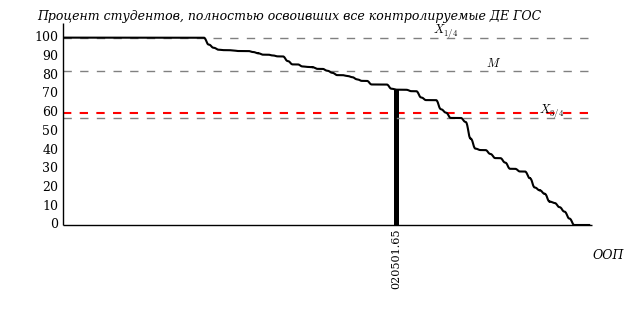 Процент студентов, полностью освоивших все контролируемые ДЕ ГОС
X1/4
100
90
M
80
70
60
X3/4
50
40
30
20
10
0
020501.65
ООП